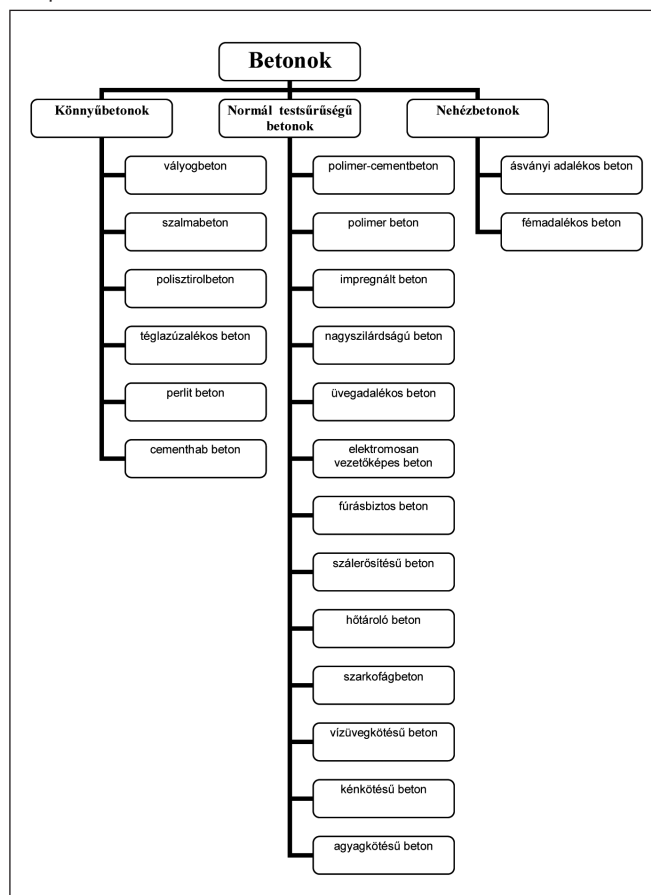 Betonok
Könnyűbetonok
vályogbeton
szalmabeton
polisztirolbeton
téglazúzalékos beton
perlit beton
cementhab beton
Normál testsűrűségű
betonok
polimer-cementbeton
polimer beton
impregnált beton
nagyszilárdságú beton
üvegadalékos beton
elektromosan
vezetőképes beton
fúrásbiztos beton
szálerősítésű beton
hőtároló beton
szarkofágbeton
vízüvegkötésű beton
kénkötésű beton
agyagkötésű beton
Nehézbetonok
ásványi adalékos beton
fémadalékos beton